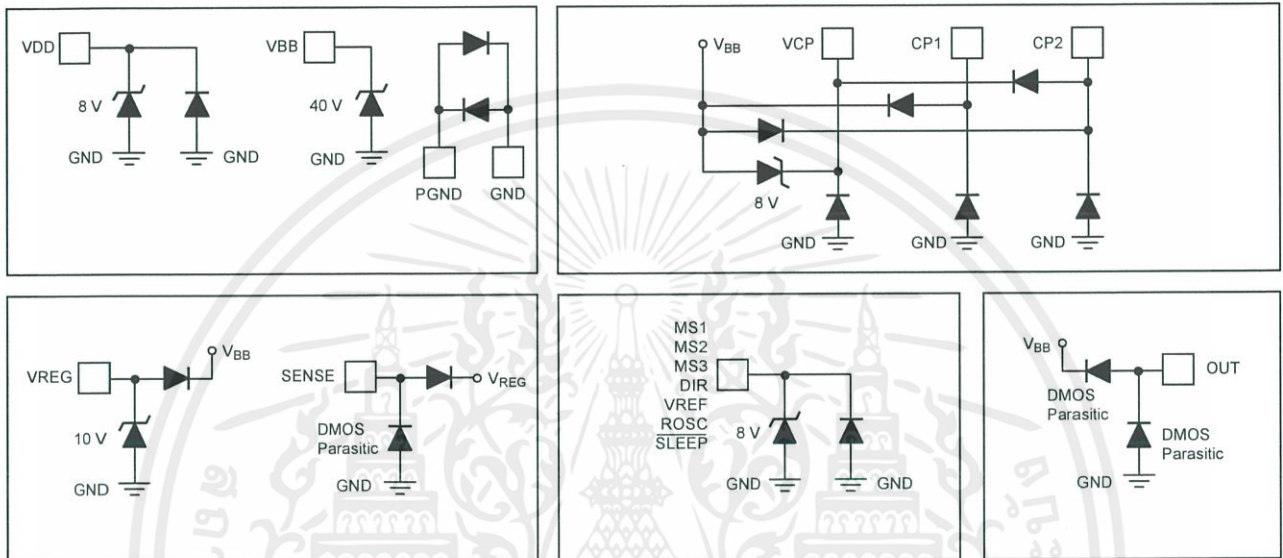 VDD
8 V
GND
GND
VBB
40 V
GND
PGND
GND
VBB
VCP
CP1
CP2
8 V
GND
GND
GND
VREG
VBB
10 V
GND
SENSE
VREG
DMOS
Parasitic
GND
MS1
MS2
MS3
DIR
VREF
ROSC
SLEEP
8 V
GND
GND
VBB
OUT
DMOS
Parasitic
DMOS
Parasitic
GND